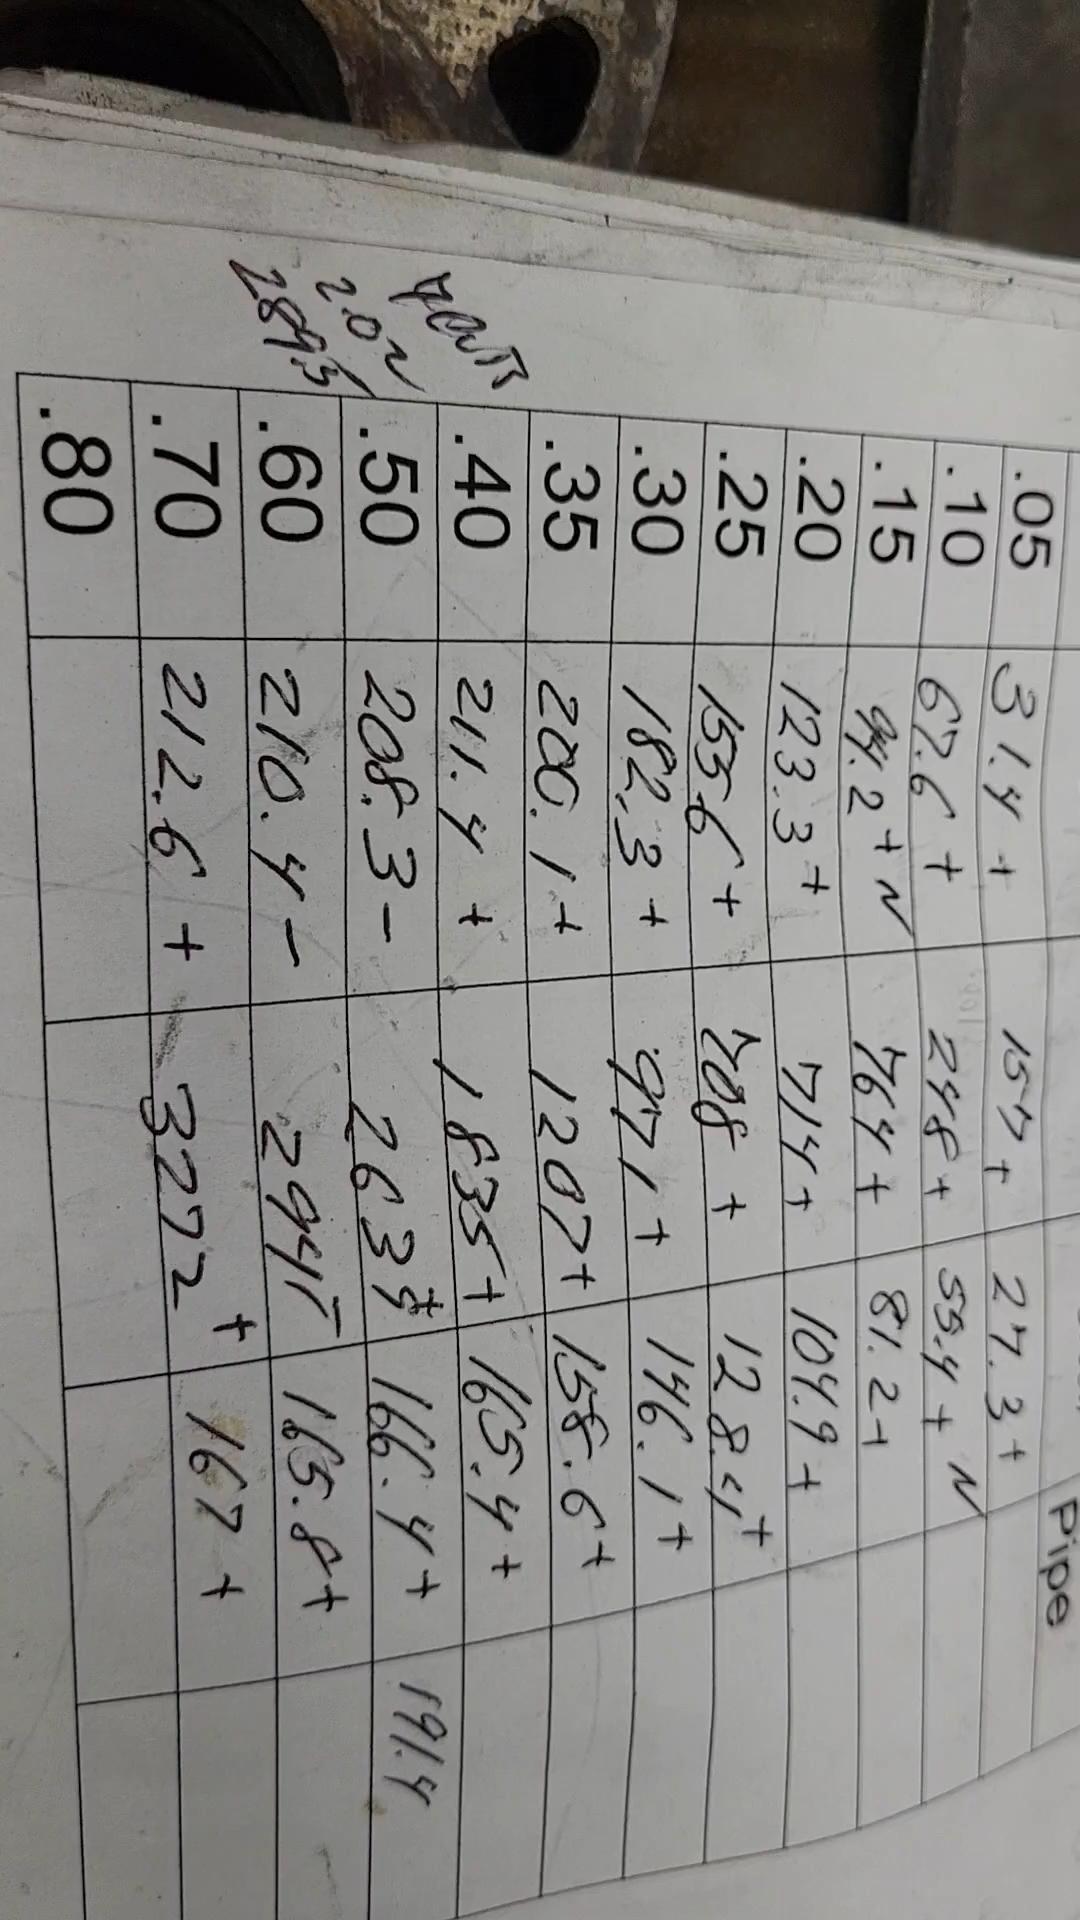 Pipe
.05 31.4 + 157 + 27.3 +
.10 67.6 + 248 + 55.4 + N
.15 94.2 + N 764 + 81.2 +
.20 123.3 + 714 + 104.9 +
.25 155.6 + 708 + 128.4 +
.30 182.3 + 971 + 146.1 +
.35 200.1 + 1207 + 158.6 +
.40 211.4 + 1835 + 165.4 +
.50 208.3 - 2635 + 166.4 + 191.4
.60 210.4 - 2941 - 165.8 +
.70 212.6 + 3272 + 167 +
.80